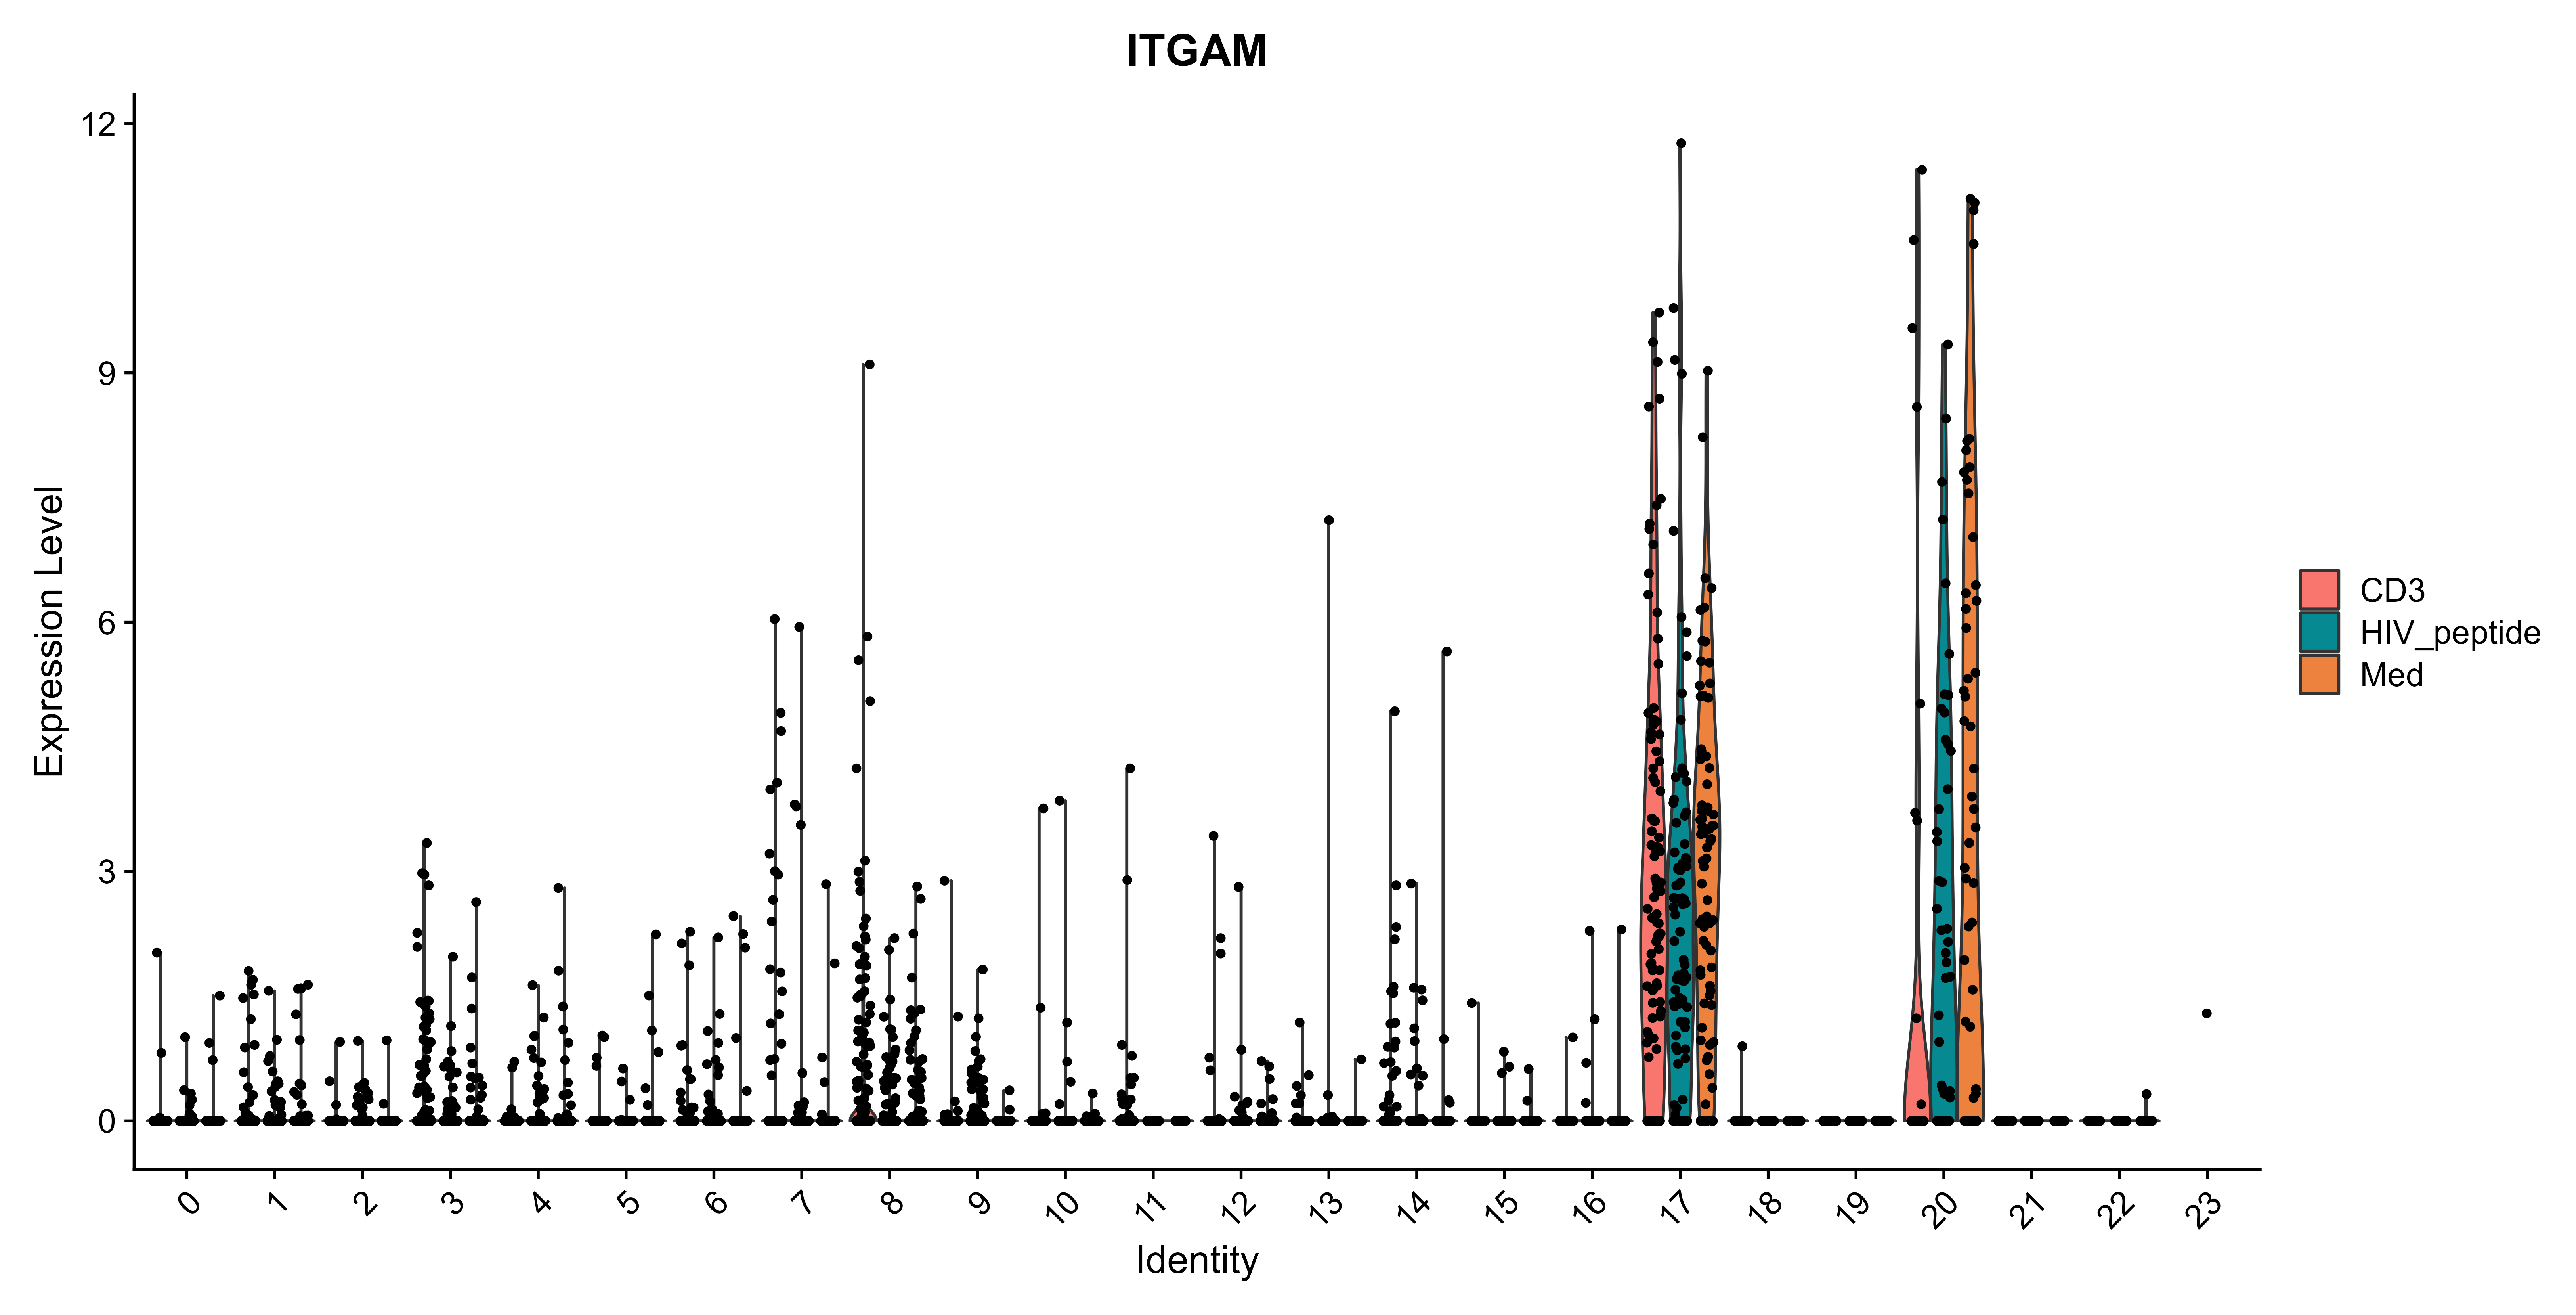 ITGAM
Expression Level
12
9
6
3
0
0 1 2 3 4 5 6 7 8 9 10 11 12 13 14 15 16 17 18 19 20 21 22 23
Identity
CD3
HIV_peptide
Med